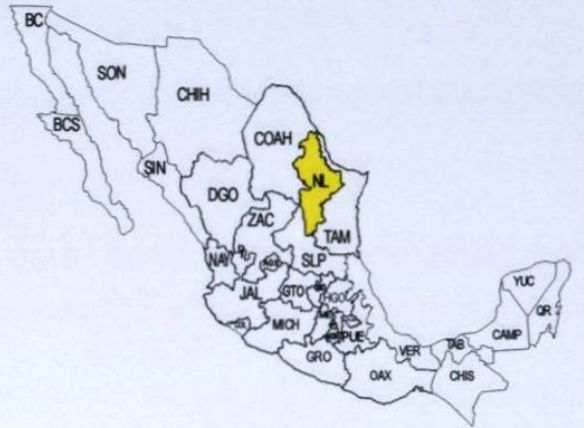 BC
SON
CHIH
COAH
BCS
SIN
NL
DGO
ZAC
TAM
NAY
SLP
JAL
GTO
HGO
MICH
PUE
GRO
VER
TAB
OAX
CHIS
CAMP
YUC
QR